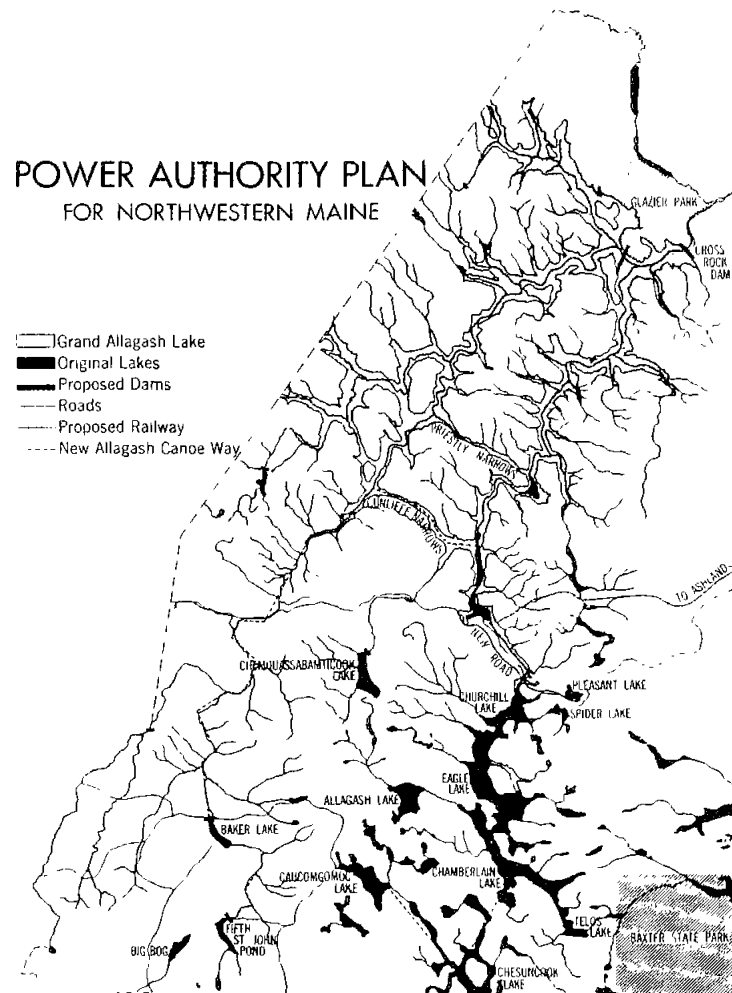 POWER AUTHORITY PLAN
FOR NORTHWESTERN MAINE
GLAZIER PARK
CROSS
ROCK
DAM
Grand Allagash Lake
Original Lakes
Proposed Dams
Roads
Proposed Railway
New Allagash Canoe Way
PRIESTLY NARROWS
CUNLIFFE NARROWS
TO ASHLAND
NEW ROAD
LAKE
PLEASANT LAKE
CHURCHILL
LAKE
SPIDER LAKE
EAGLE
LAKE
ALLAGASH LAKE
BAKER LAKE
CAUCOMGOMOC
LAKE
CHAMBERLAIN
LAKE
TELOS
LAKE
BAXTER STATE PARK
FIFTH
ST JOHN
POND
BIG BOG
CHESUNCOOK
LAKE